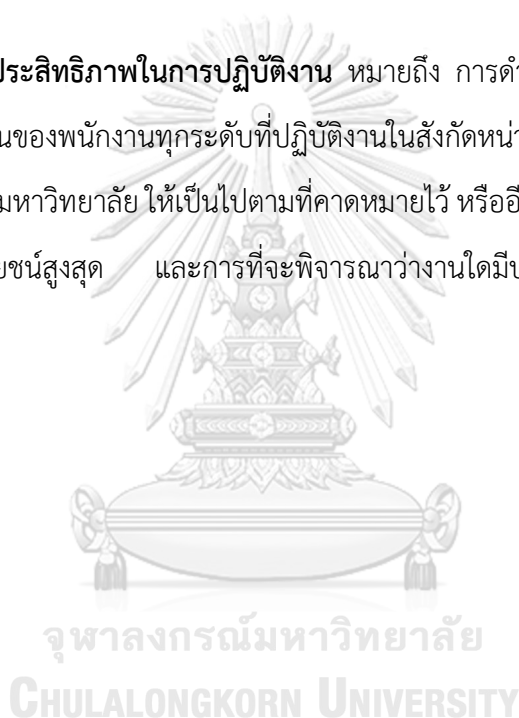 ประสิทธิภาพในการปฏิบัติงาน หมายถึง การดำ
นของพนักงานทุกระดับที่ปฏิบัติงานในสังกัดหน่
มหาวิทยาลัย ให้เป็นไปตามที่คาดหมายไว้ หรืออี
ยชน์สูงสุด และการที่จะพิจารณาว่างานใดมีป
จุฬาลงกรณ์มหาวิทยาลัย
CHULALONGKORN UNIVERSITY